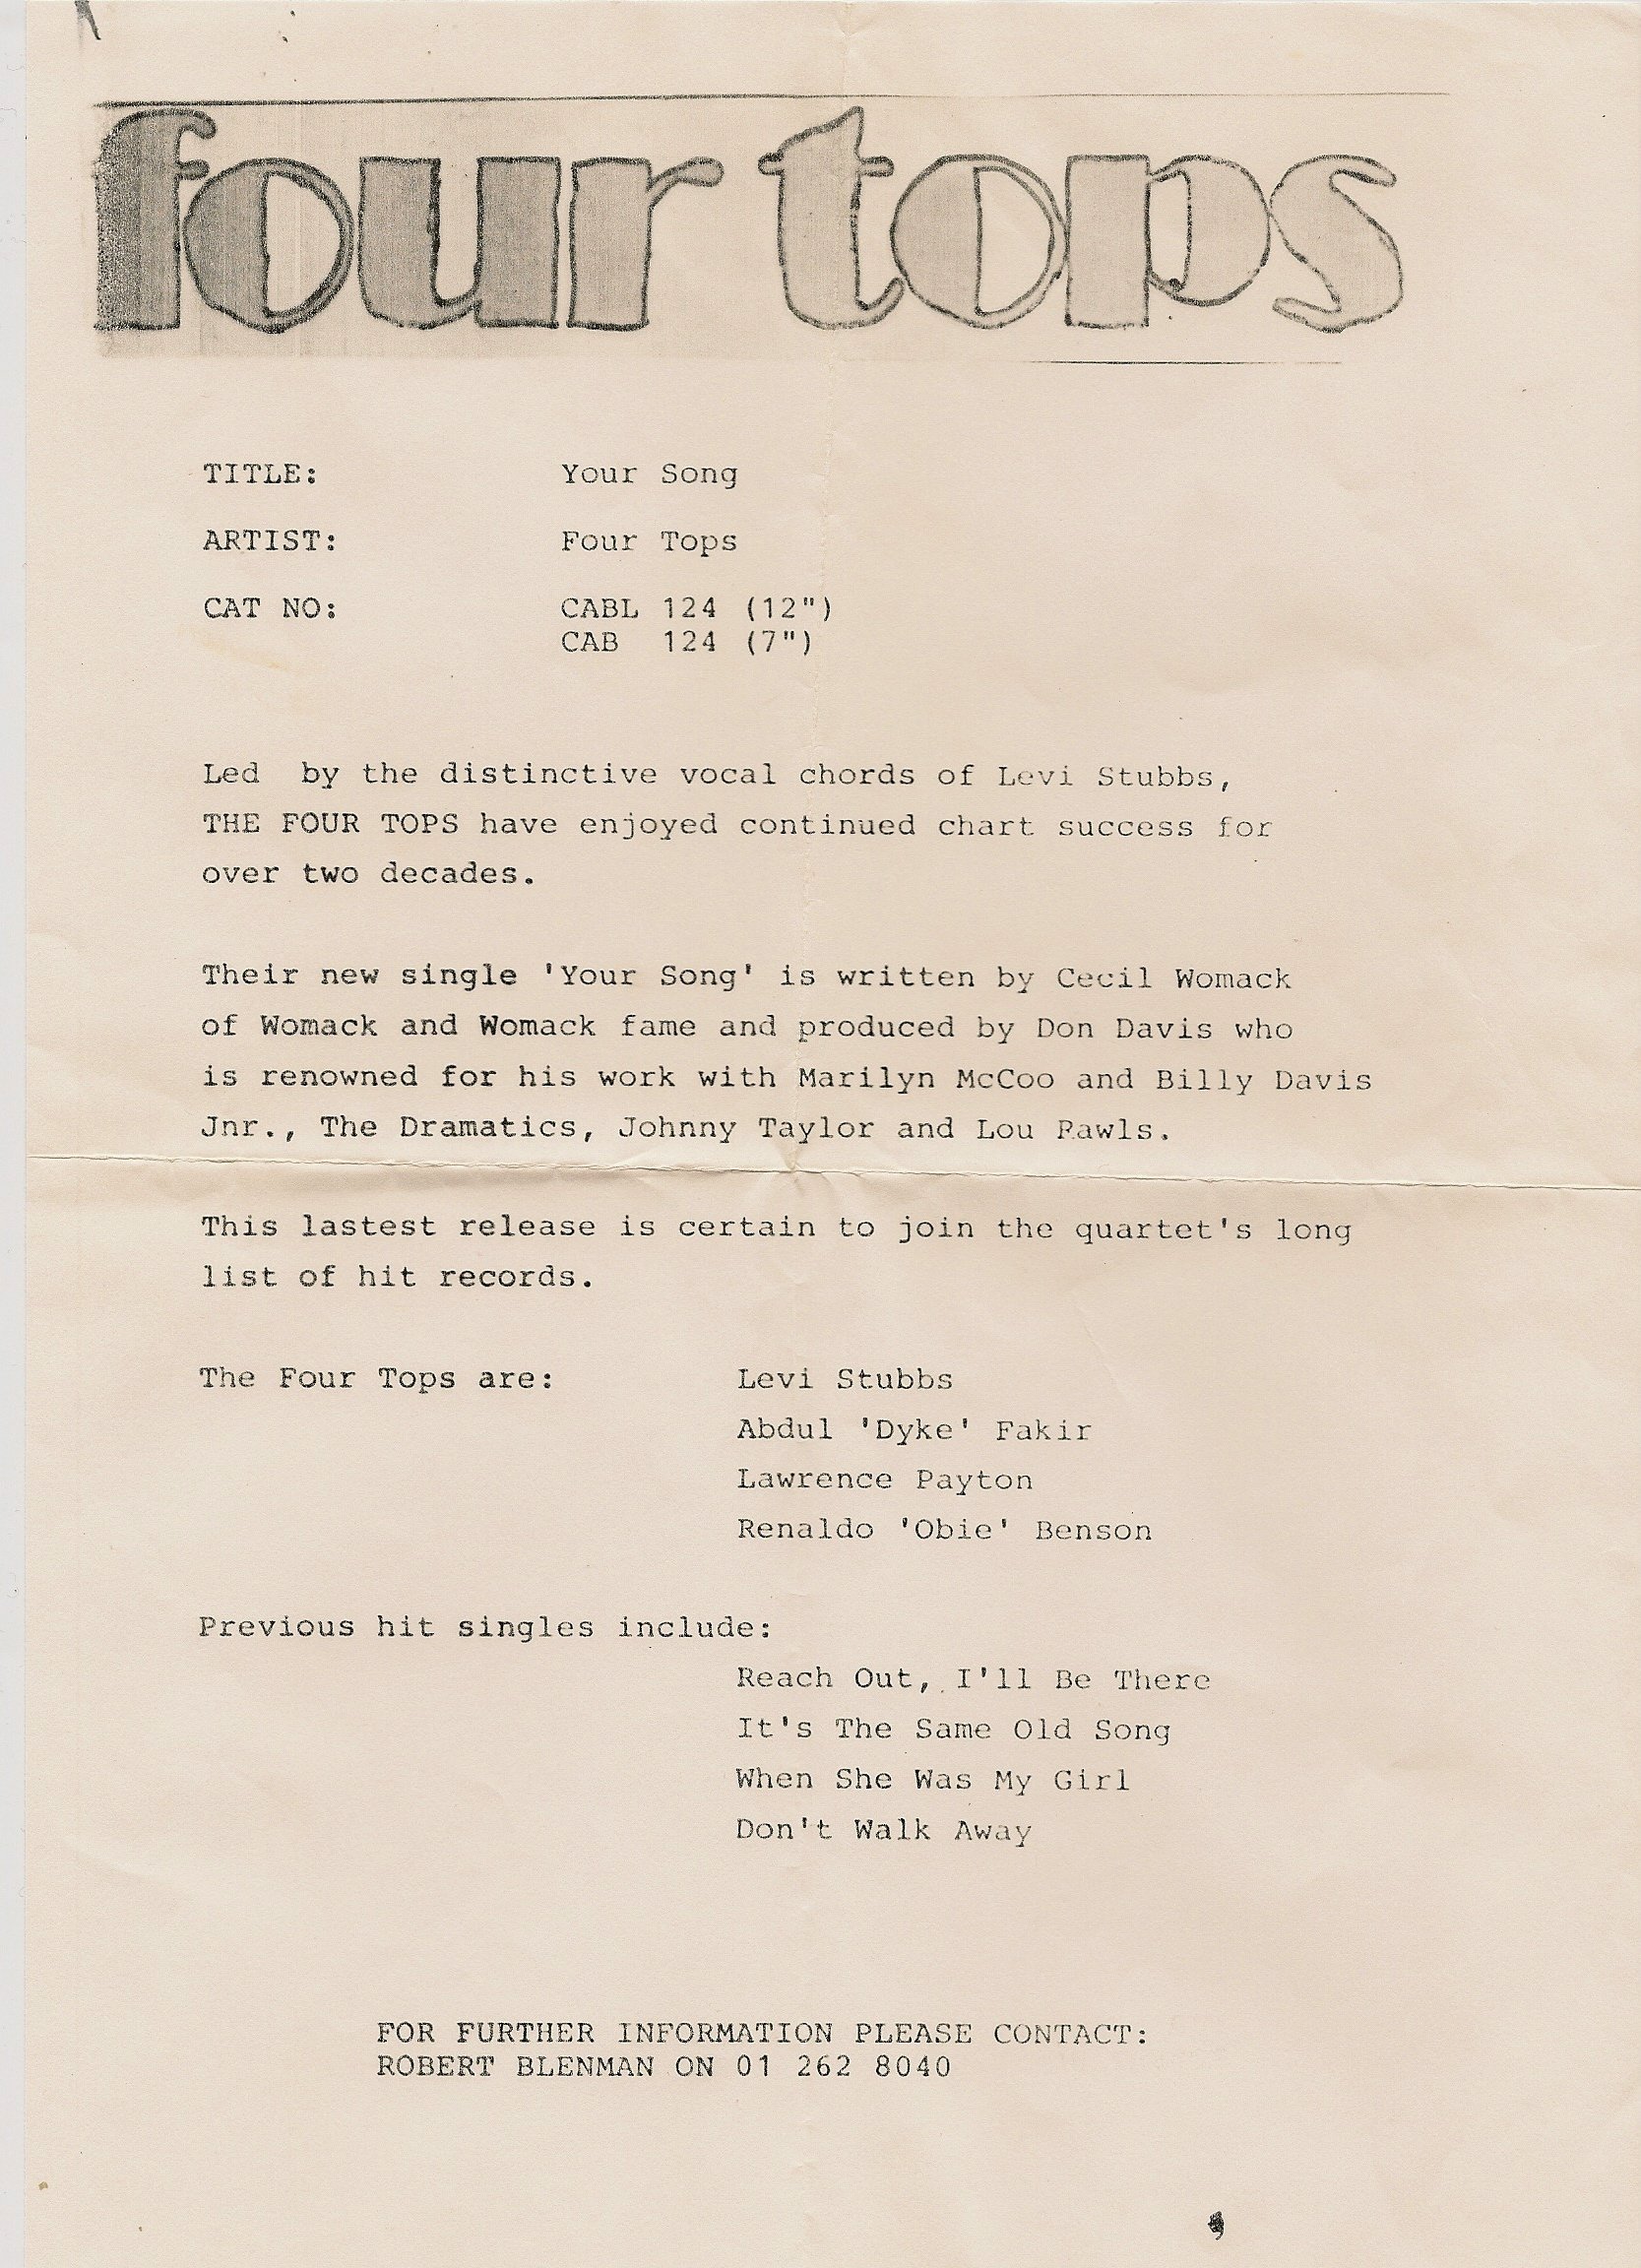 four tops
TITLE: Your Song
ARTIST: Four Tops
CAT NO: CABL 124 (12")
CAB 124 (7")
Led by the distinctive vocal chords of Levi Stubbs,
THE FOUR TOPS have enjoyed continued chart success for
over two decades.
Their new single 'Your Song' is written by Cecil Womack
of Womack and Womack fame and produced by Don Davis who
is renowned for his work with Marilyn McCoo and Billy Davis
Jnr., The Dramatics, Johnny Taylor and Lou Rawls.
This lastest release is certain to join the quartet's long
list of hit records.
The Four Tops are: Levi Stubbs
Abdul 'Dyke' Fakir
Lawrence Payton
Renaldo 'Obie' Benson
Previous hit singles include:
Reach Out, I'll Be There
It's The Same Old Song
When She Was My Girl
Don't Walk Away
FOR FURTHER INFORMATION PLEASE CONTACT:
ROBERT BLENMAN ON 01 262 8040